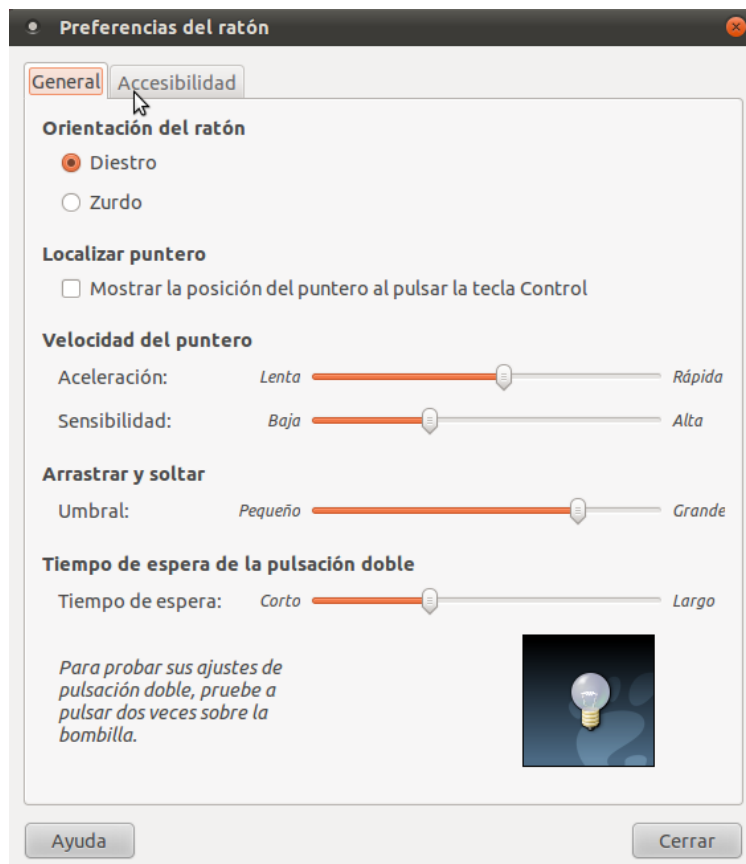 Preferencias del ratón
General Accesibilidad
Orientación del ratón
Diestro
Zurdo
Localizar puntero
Mostrar la posición del puntero al pulsar la tecla Control
Velocidad del puntero
Aceleración: Lenta Rápida
Sensibilidad: Baja Alta
Arrastrar y soltar
Umbral: Pequeño Grande
Tiempo de espera de la pulsación doble
Tiempo de espera: Corto Largo
Para probar sus ajustes de
pulsación doble, pruebe a
pulsar dos veces sobre la
bombilla.
Ayuda Cerrar